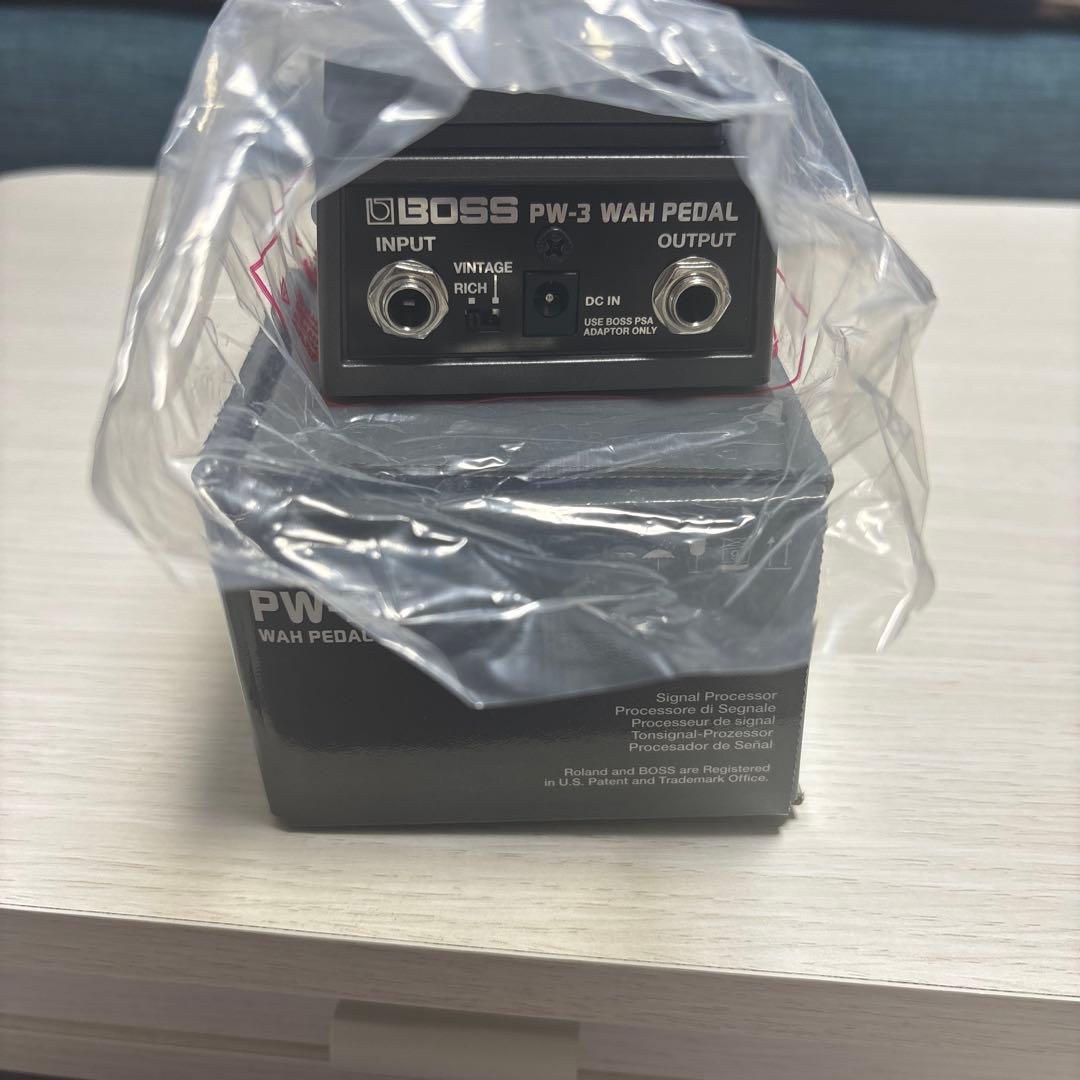 BOSS PW-3 WAH PEDAL
INPUT
OUTPUT
VINTAGE
RICH
DC IN
USE BOSS PSA
ADAPTOR ONLY
PW-
WAH PEDAL
Signal Processor
Processore di Segnale
Processeur de signal
Tonsignal-Prozessor
Procesador de Señal
Roland and BOSS are Registered
in U.S. Patent and Trademark Office.